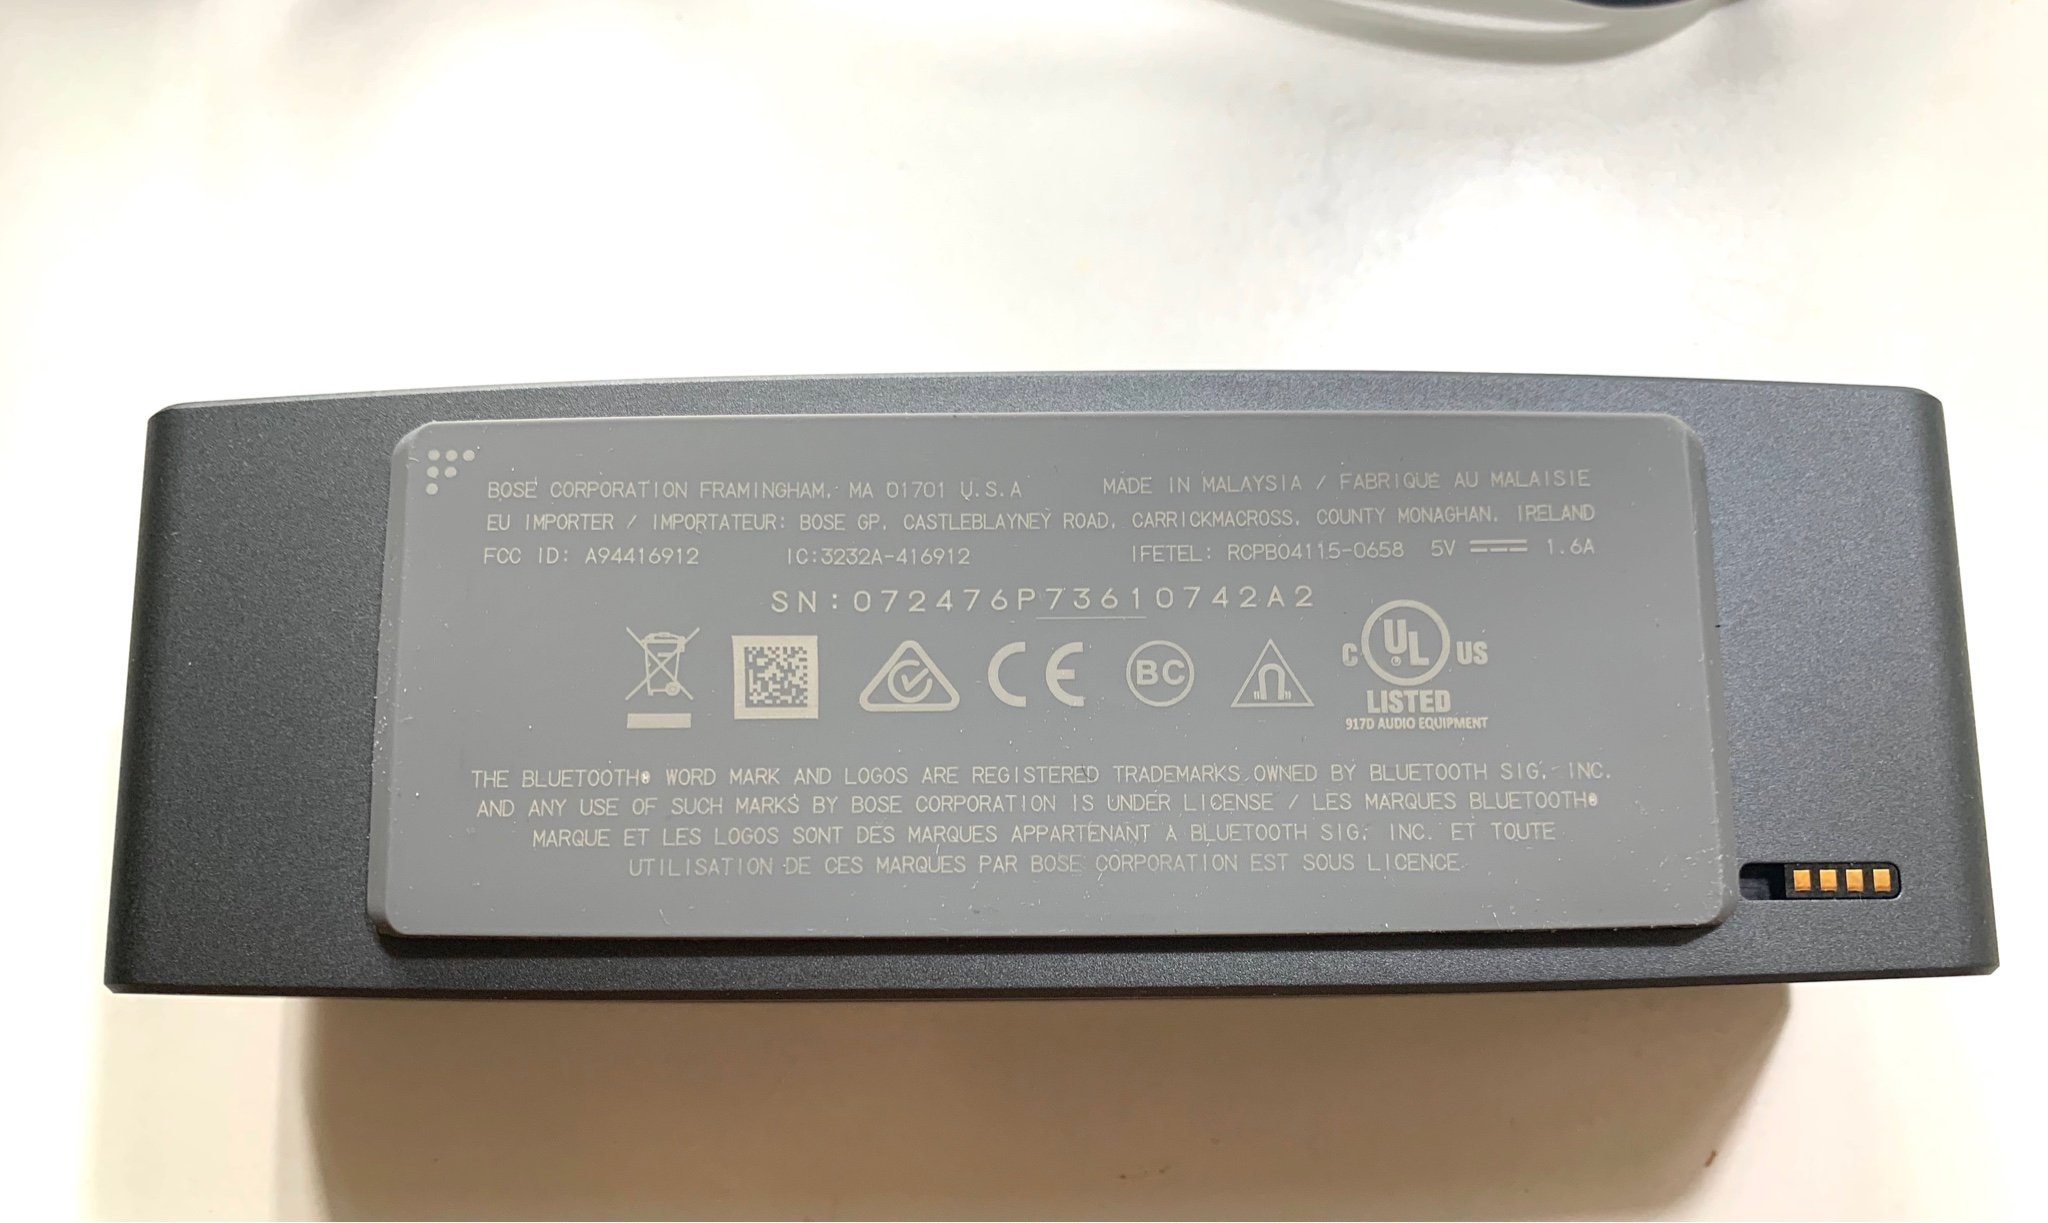 BOSE CORPORATION FRAMINGHAM, MA 01701 U.S.A MADE IN MALAYSIA / FABRIQUÉ AU MALAISIE
EU IMPORTER / IMPORTATEUR: BOSE GP, CASTLEBLAYNEY ROAD, CARRICKMACROSS, COUNTY MONAGHAN, IRELAND
FCC ID: A94416912 IC:3232A-416912 IFETEL: RCPBO4115-0658 5V 1.6A
SN:072476P73610742A2
CE BC C UL US
LISTED
917D AUDIO EQUIPMENT
THE BLUETOOTH® WORD MARK AND LOGOS ARE REGISTERED TRADEMARKS OWNED BY BLUETOOTH SIG, INC.
AND ANY USE OF SUCH MARKS BY BOSE CORPORATION IS UNDER LICENSE / LES MARQUES BLUETOOTH®
MARQUE ET LES LOGOS SONT DES MARQUES APPARTENANT À BLUETOOTH SIG, INC. ET TOUTE
UTILISATION DE CES MARQUES PAR BOSE CORPORATION EST SOUS LICENCE